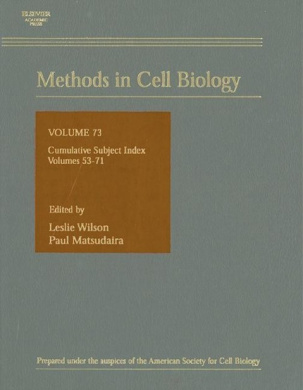 ELSEVIER
ACADEMIC
PRESS
Methods in Cell Biology
VOLUME 73
Cumulative Subject Index
Volumes 53-71
Edited by
Leslie Wilson
Paul Matsudaira
Prepared under the auspices of the American Society for Cell Biology